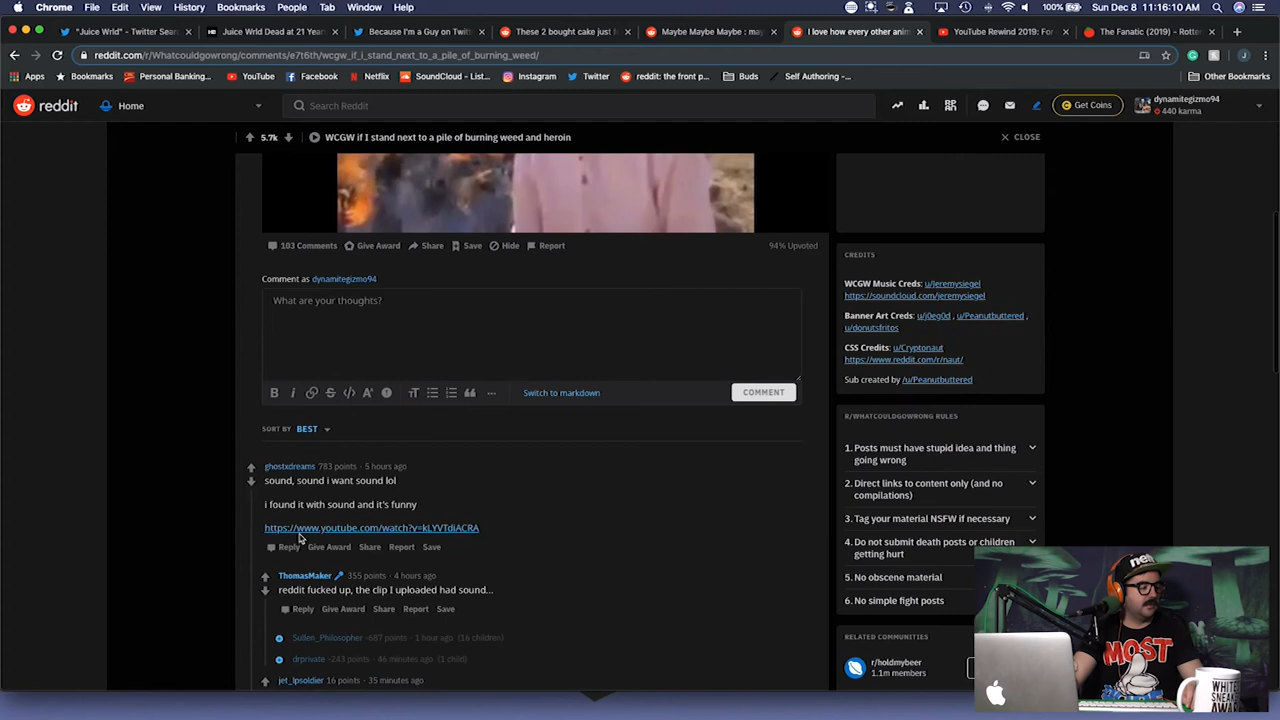 Chrome File Edit View History Bookmarks People Tab Window Help 100% Sun Dec 8 11:16:10 AM
"Juice Wrld" - Twitter Sear Juice Wrld Dead at 21 Year Because I'm a Guy on Twitt These 2 bought cake just f Maybe Maybe Maybe : may I love how every other anim YouTube Rewind 2019: For The Fanatic (2019) - Rotter
reddit.com/r/Whatcouldgowrong/comments/e7t6th/wcgw_if_i_stand_next_to_a_pile_of_burning_weed/
Apps Bookmarks Personal Banking... YouTube Facebook Netflix SoundCloud - List... Instagram Twitter reddit: the front p... Buds Self Authoring -... Other Bookmarks
reddit Home Search Reddit Get Coins dynamitegizmo94
440 karma
5.7k WCGW if I stand next to a pile of burning weed and heroin CLOSE
103 Comments Give Award Share Save Hide Report 94% Upvoted
Comment as dynamitegizmo94
What are your thoughts?
Switch to markdown COMMENT
SORT BY BEST
ghostxdreams 783 points · 5 hours ago
sound, sound i want sound lol
i found it with sound and it's funny
https://www.youtube.com/watch?v=kLYVTdiACRA
Reply Give Award Share Report Save
ThomasMaker 355 points · 4 hours ago
reddit fucked up, the clip I uploaded had sound...
Reply Give Award Share Report Save
Sullen_Philosopher -687 points · 1 hour ago (16 children)
drprivate -243 points · 46 minutes ago (1 child)
jet_lpsoldier 16 points · 35 minutes ago
CREDITS
WCGW Music Creds: u/Jeremysiegel
https://soundcloud.com/jeremysiegel
Banner Art Creds: u/j0eg0d , u/Peanutbuttered ,
u/donutsfritos
CSS Credits: u/Cryptonaut
https://www.reddit.com/r/naut/
Sub created by /u/Peanutbuttered
R/WHATCOULDGOWRONG RULES
1. Posts must have stupid idea and thing
going wrong
2. Direct links to content only (and no
compilations)
3. Tag your material NSFW if necessary
4. Do not submit death posts or children
getting hurt
5. No obscene material
6. No simple fight posts
RELATED COMMUNITIES
r/holdmybeer
1.1m members
MOST
WHITE
SNEAK
AWAR